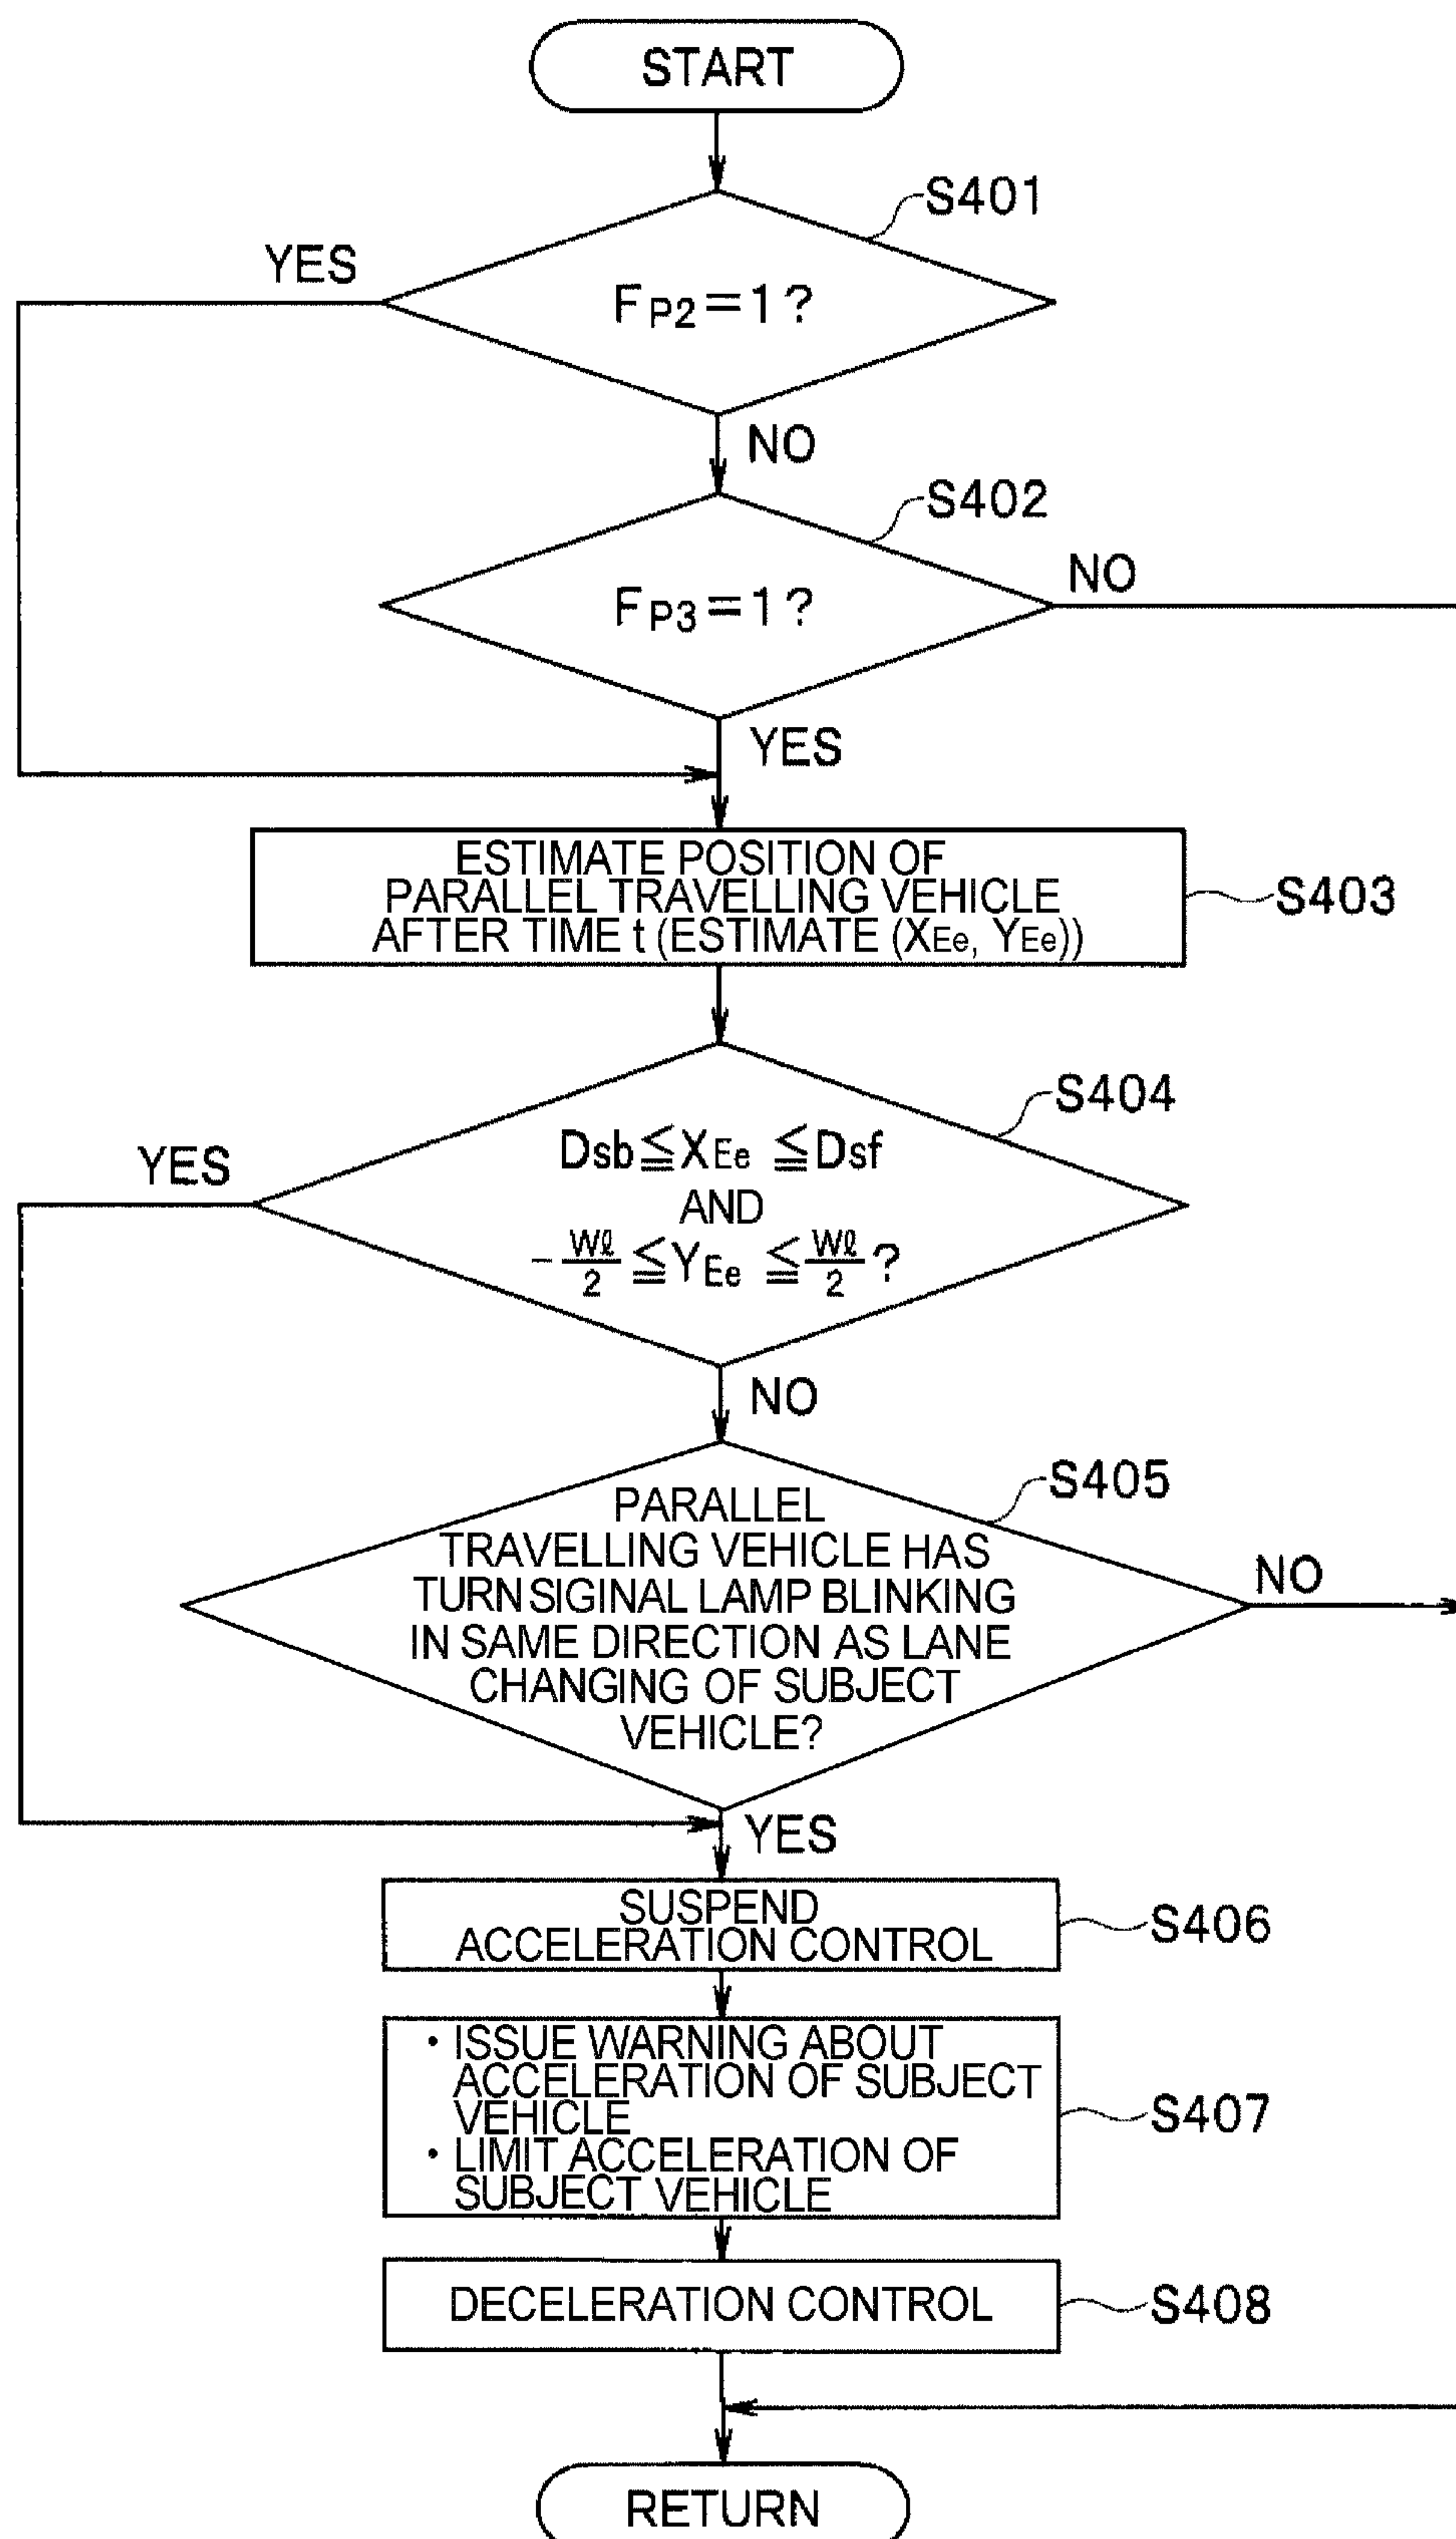 START
S401
YES
FP2=1?
NO
S402
NO
FP3=1?
YES
ESTIMATE POSITION OF
PARALLEL TRAVELLING VEHICLE
AFTER TIME t (ESTIMATE (XEe, YEe))
S403
S404
YES
Dsb≦XEe ≦Dsf
AND
-Wℓ/2 ≦YEe ≦Wℓ/2?
NO
S405
PARALLEL
TRAVELLING VEHICLE HAS
TURN SIGINAL LAMP BLINKING
IN SAME DIRECTION AS LANE
CHANGING OF SUBJECT
VEHICLE?
NO
YES
SUSPEND
ACCELERATION CONTROL
S406
・ISSUE WARNING ABOUT
ACCELERATION OF SUBJECT
VEHICLE
・LIMIT ACCELERATION OF
SUBJECT VEHICLE
S407
DECELERATION CONTROL
S408
RETURN